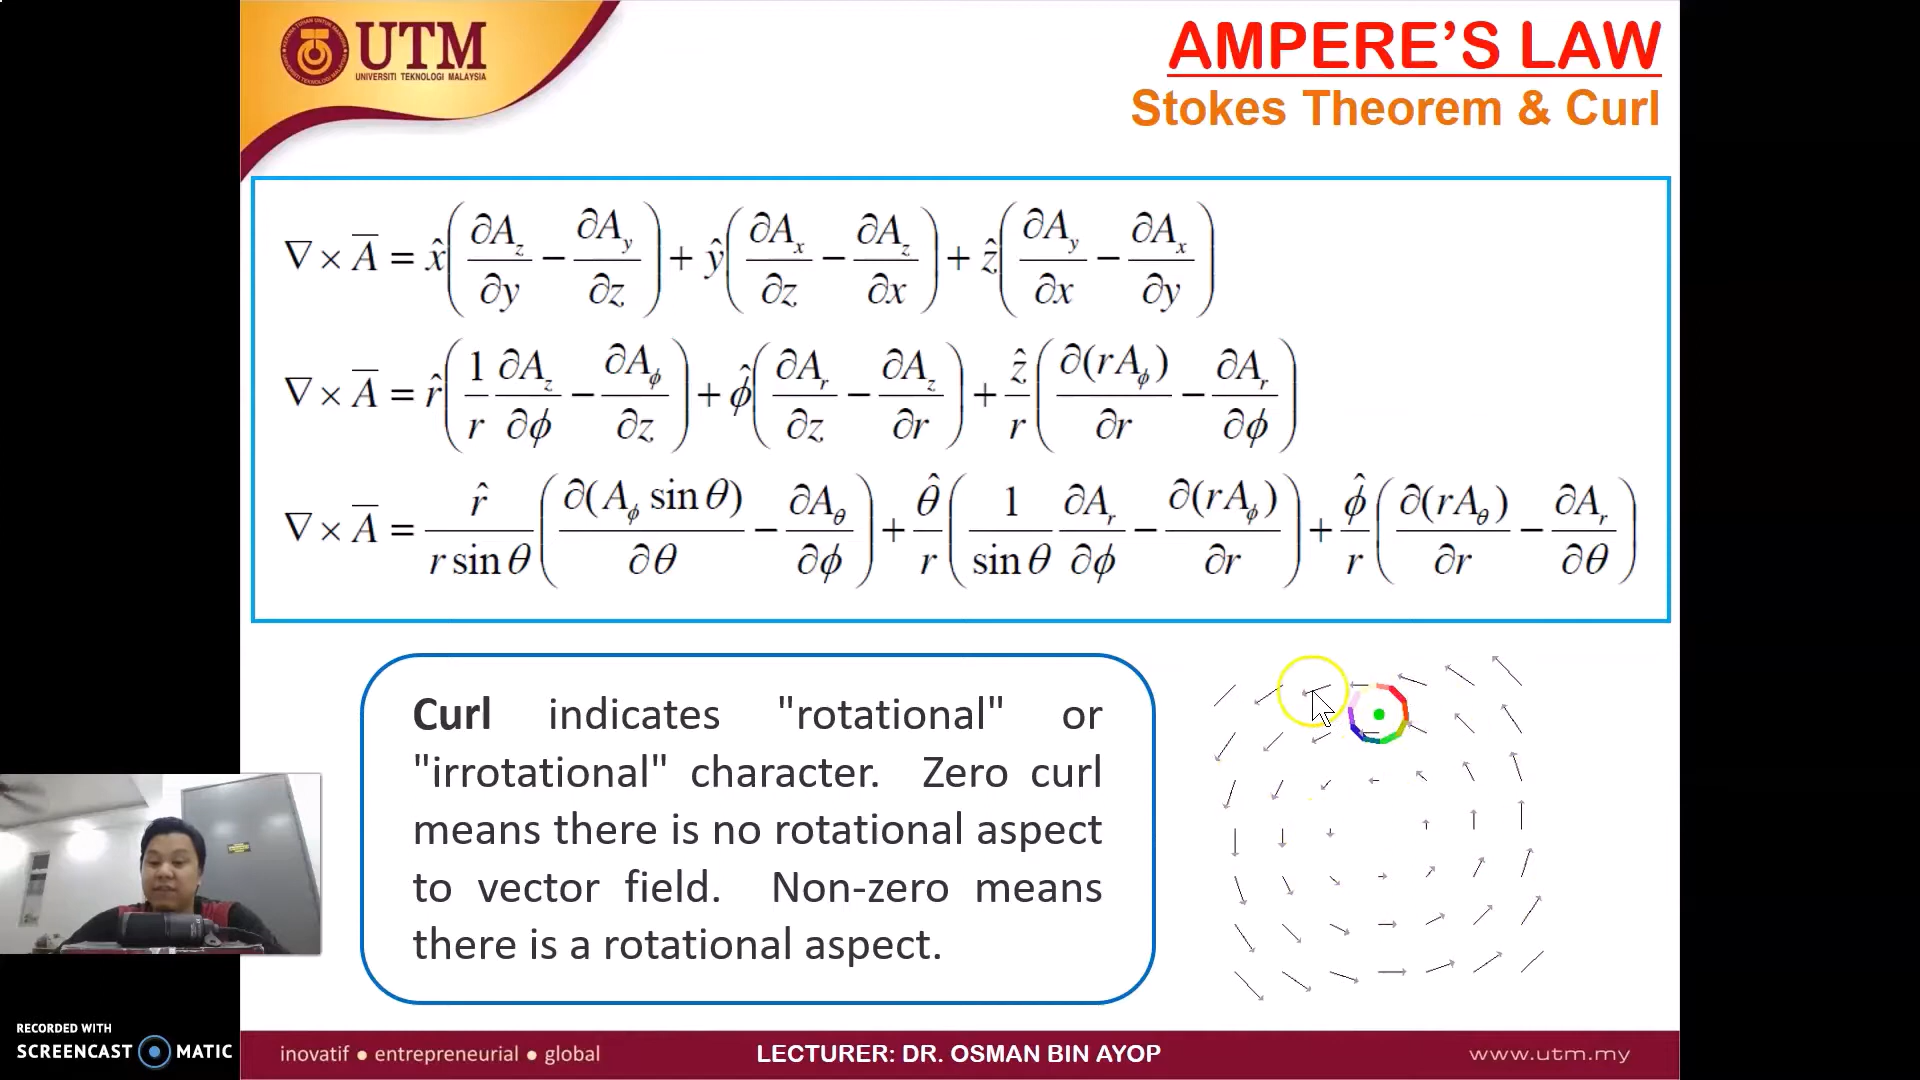 UTM
UNIVERSITI TEKNOLOGI MALAYSIA
AMPERE'S LAW
Stokes Theorem & Curl
∇ × A̅ = x̂(∂A_z/∂y − ∂A_y/∂z) + ŷ(∂A_x/∂z − ∂A_z/∂x) + ẑ(∂A_y/∂x − ∂A_x/∂y)
∇ × A̅ = r̂(1/r ∂A_z/∂ϕ − ∂A_ϕ/∂z) + ϕ̂(∂A_r/∂z − ∂A_z/∂r) + ẑ/r(∂(rA_ϕ)/∂r − ∂A_r/∂ϕ)
∇ × A̅ = r̂/(r sin θ)(∂(A_ϕ sin θ)/∂θ − ∂A_θ/∂ϕ) + θ̂/r(1/sin θ ∂A_r/∂ϕ − ∂(rA_ϕ)/∂r) + ϕ̂/r(∂(rA_θ)/∂r − ∂A_r/∂θ)
Curl indicates "rotational" or
"irrotational" character. Zero curl
means there is no rotational aspect
to vector field. Non-zero means
there is a rotational aspect.
RECORDED WITH
SCREENCAST MATIC
inovatif ● entrepreneurial ● global
LECTURER: DR. OSMAN BIN AYOP
www.utm.my